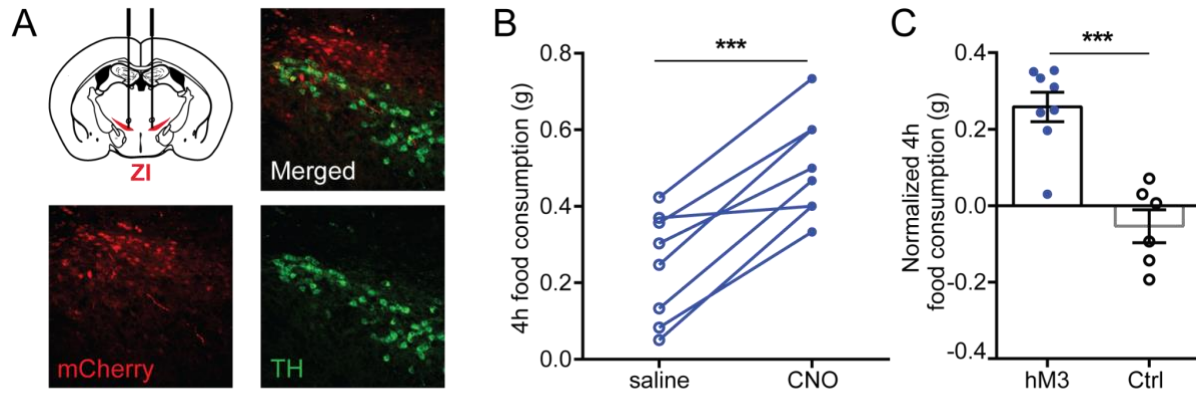 A
ZI
Merged
mCherry
TH
B
4h food consumption (g)
***
0.8
0.6
0.4
0.2
0.0
saline
CNO
C
Normalized 4h
food consumption (g)
***
0.4
0.2
0.0
-0.2
-0.4
hM3
Ctrl